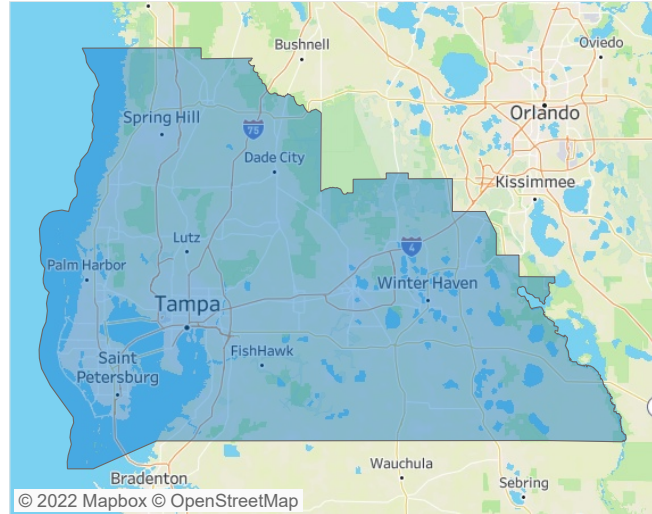 Bushnell
Oviedo
Orlando
Spring Hill
75
Dade City
Kissimmee
Lutz
4
Palm Harbor
Winter Haven
Tampa
FishHawk
Saint
Petersburg
Wauchula
Bradenton
Sebring
© 2022 Mapbox © OpenStreetMap